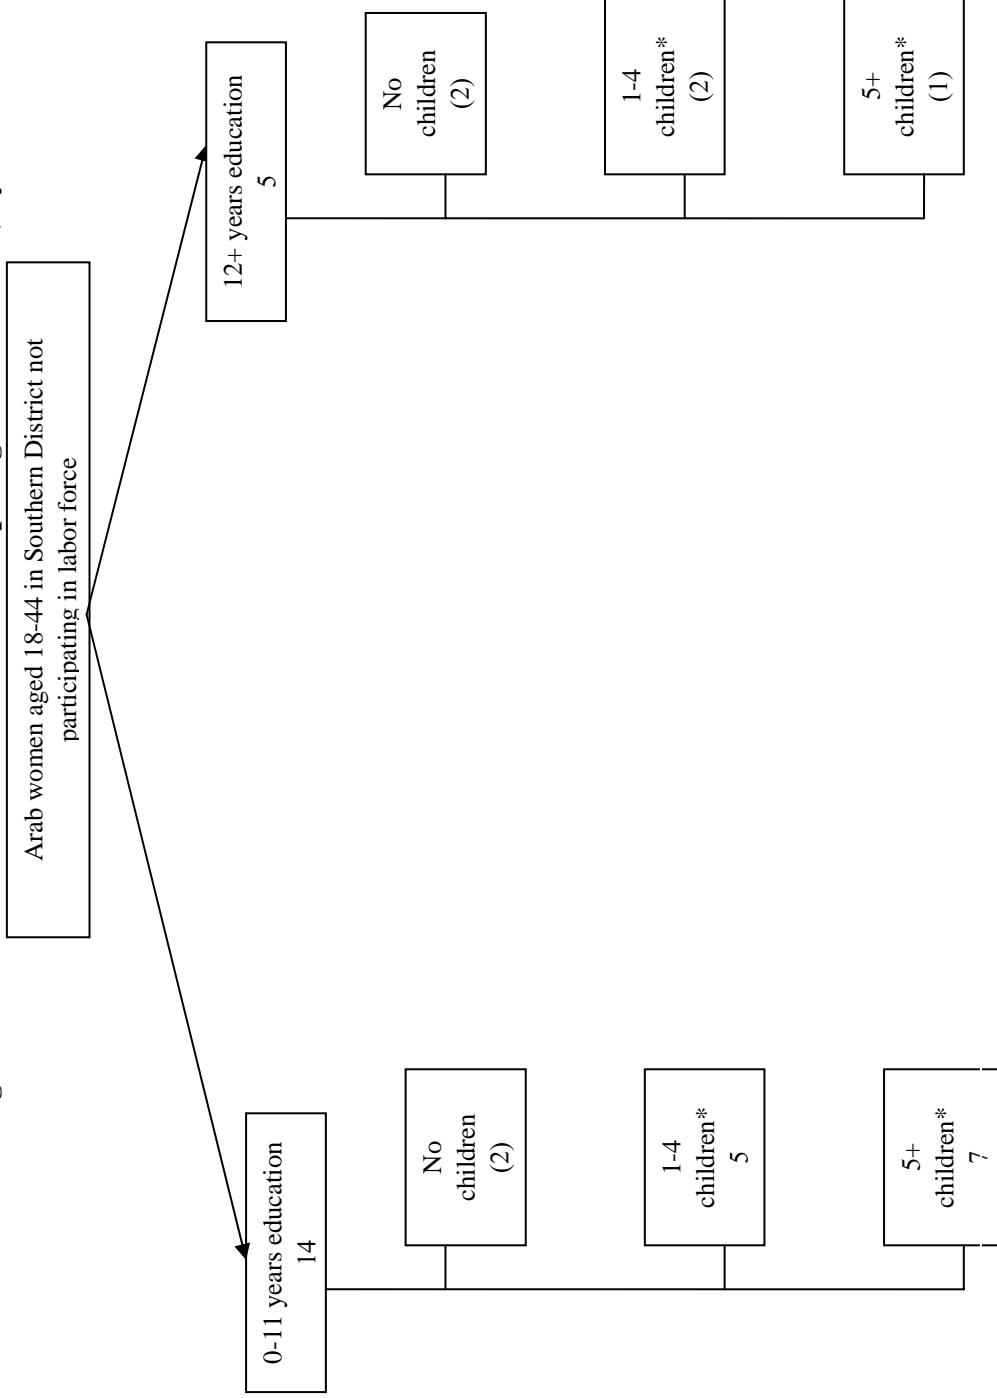 Arab women aged 18-44 in Southern District not
participating in labor force
0-11 years education
14
No
children
(2)
1-4
children*
5
5+
children*
7
12+ years education
5
No
children
(2)
1-4
children*
(2)
5+
children*
(1)